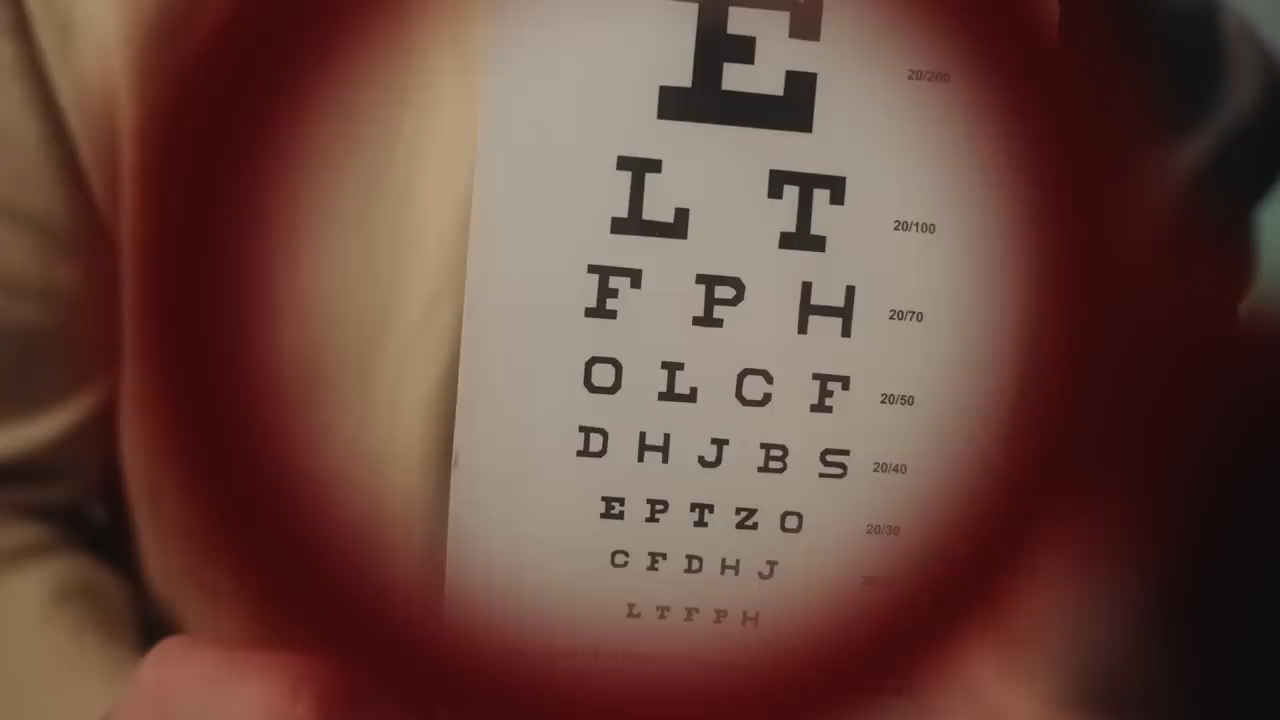 E 20/200
L T 20/100
F P H 20/70
O L C F 20/50
D H J B S 20/40
E P T Z O 20/30
C F D H J
L T F P H